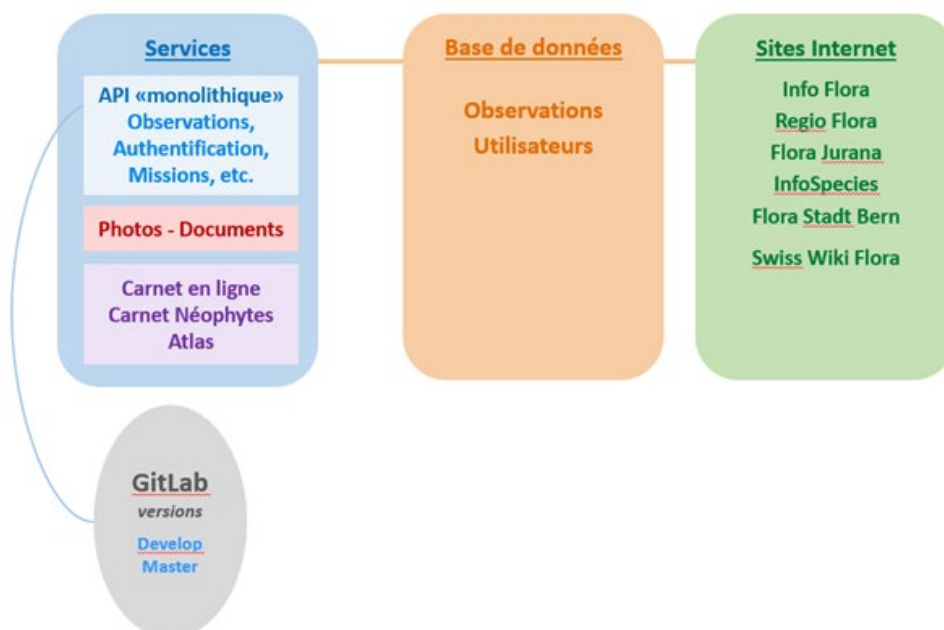 Services
API «monolithique»
Observations,
Authentification,
Missions, etc.
Photos - Documents
Carnet en ligne
Carnet Néophytes
Atlas
Base de données
Observations
Utilisateurs
Sites Internet
Info Flora
Regio Flora
Flora Jurana
InfoSpecies
Flora Stadt Bern
Swiss Wiki Flora
GitLab
versions
Develop
Master